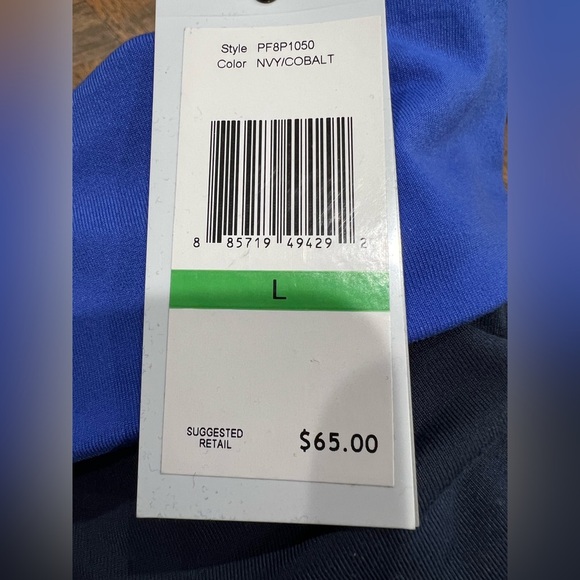 Style PF8P1050
Color NVY/COBALT
8 85719 49429 2
L
SUGGESTED
RETAIL
$65.00